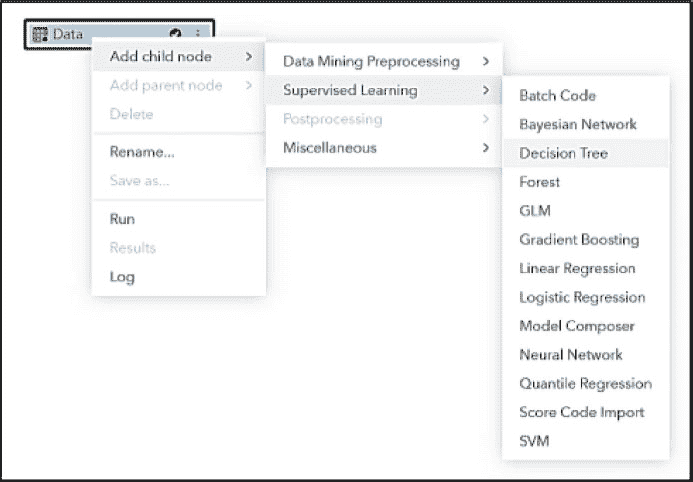 Data
Add child node
Add parent node
Delete
Rename...
Save as...
Run
Results
Log
Data Mining Preprocessing
Supervised Learning
Postprocessing
Miscellaneous
Batch Code
Bayesian Network
Decision Tree
Forest
GLM
Gradient Boosting
Linear Regression
Logistic Regression
Model Composer
Neural Network
Quantile Regression
Score Code Import
SVM